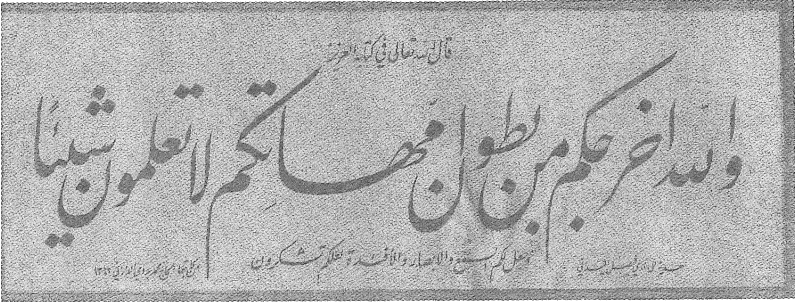 قال الله تعالى في كتابه العزيز
والله اخرجكم من بطون امهاتكم لا تعلمون شيئا
وجعل لكم السمع والابصار والافئدة لعلكم تشكرون